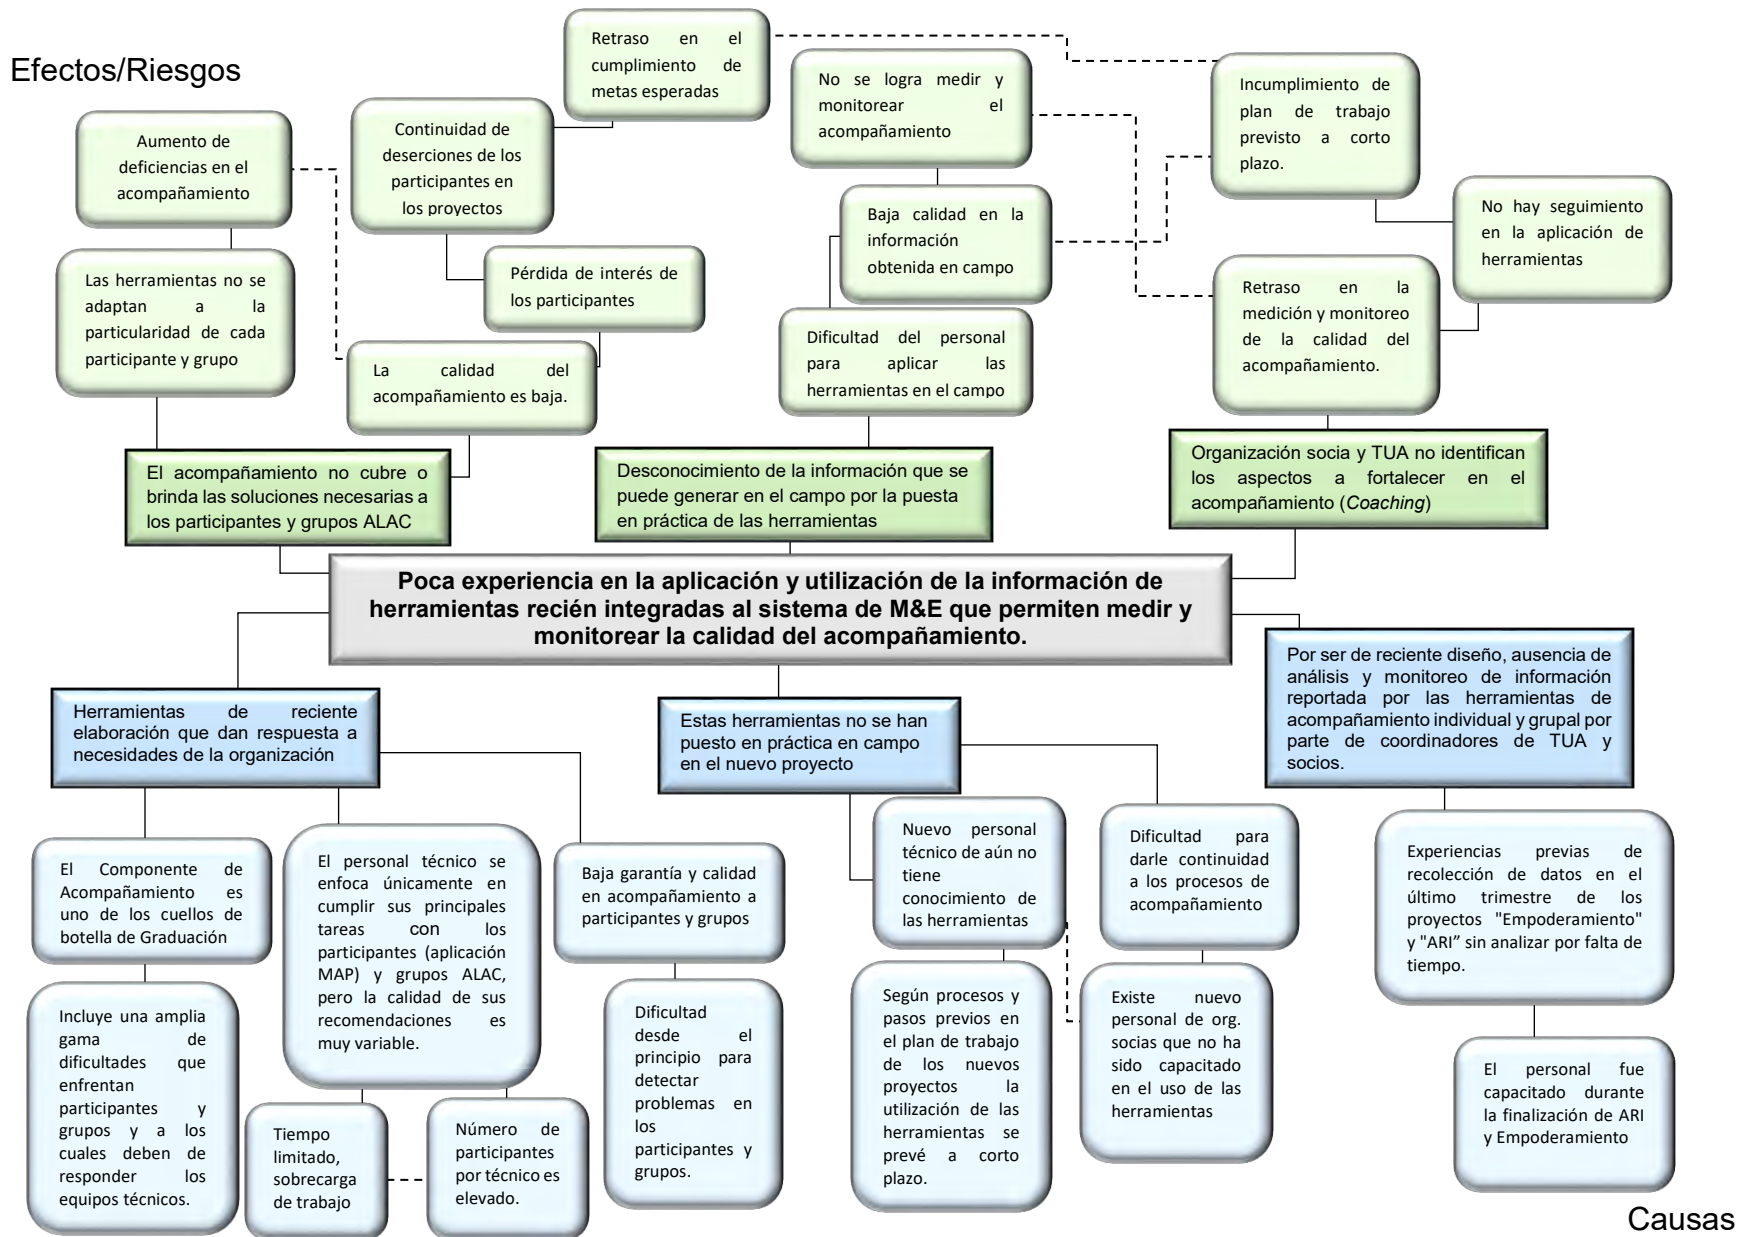 Efectos/Riesgos
Retraso en el
cumplimiento de
metas esperadas
No se logra medir y
monitorear el
acompañamiento
Incumplimiento de
plan de trabajo
previsto a corto
plazo.
Aumento de
deficiencias en el
acompañamiento
Continuidad de
deserciones de los
participantes en
los proyectos
Baja calidad en la
información
obtenida en campo
No hay seguimiento
en la aplicación de
herramientas
Las herramientas no se
adaptan a la
particularidad de cada
participante y grupo
Pérdida de interés de
los participantes
Retraso en la
medición y monitoreo
de la calidad del
acompañamiento.
La calidad del
acompañamiento es baja.
Dificultad del personal
para aplicar las
herramientas en el campo
El acompañamiento no cubre o
brinda las soluciones necesarias a
los participantes y grupos ALAC
Desconocimiento de la información que se
puede generar en el campo por la puesta
en práctica de las herramientas
Organización socia y TUA no identifican
los aspectos a fortalecer en el
acompañamiento (Coaching)
Poca experiencia en la aplicación y utilización de la información de
herramientas recién integradas al sistema de M&E que permiten medir y
monitorear la calidad del acompañamiento.
Herramientas de reciente
elaboración que dan respuesta a
necesidades de la organización
Estas herramientas no se han
puesto en práctica en campo
en el nuevo proyecto
Por ser de reciente diseño, ausencia de
análisis y monitoreo de información
reportada por las herramientas de
acompañamiento individual y grupal por
parte de coordinadores de TUA y
socios.
El Componente de
Acompañamiento es
uno de los cuellos de
botella de Graduación
El personal técnico se
enfoca únicamente en
cumplir sus principales
tareas con los
participantes (aplicación
MAP) y grupos ALAC,
pero la calidad de sus
recomendaciones es
muy variable.
Baja garantía y calidad
en acompañamiento a
participantes y grupos
Nuevo personal
técnico de aún no
tiene
conocimiento de
las herramientas
Dificultad para
darle continuidad
a los procesos de
acompañamiento
Experiencias previas de
recolección de datos en el
último trimestre de los
proyectos "Empoderamiento"
y "ARI” sin analizar por falta de
tiempo.
Incluye una amplia
gama de
dificultades que
enfrentan
participantes y
grupos y a los
cuales deben de
responder los
equipos técnicos.
Tiempo
limitado,
sobrecarga
de trabajo
Número de
participantes
por técnico es
elevado.
Dificultad
desde el
principio para
detectar
problemas en
los
participantes y
grupos.
Según procesos y
pasos previos en
el plan de trabajo
de los nuevos
proyectos la
utilización de las
herramientas se
prevé a corto
plazo.
Existe nuevo
personal de org.
socias que no ha
sido capacitado
en el uso de las
herramientas
El personal fue
capacitado durante
la finalización de ARI
y Empoderamiento
Causas